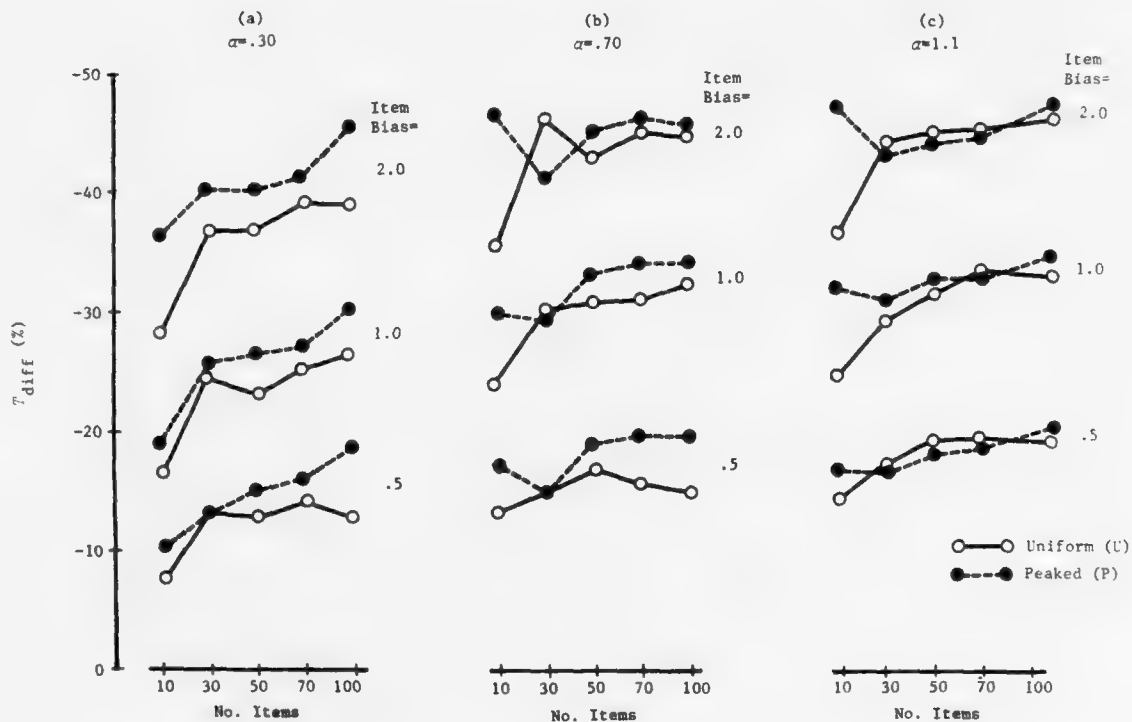 (a)
α=.30
(b)
α=.70
(c)
α=1.1
-50
-40
-30
-20
-10
0
T diff (%)
Item
Bias=
2.0
1.0
.5
Item
Bias=
2.0
1.0
.5
Item
Bias=
2.0
1.0
.5
Uniform (U)
Peaked (P)
10 30 50 70 100
No. Items
10 30 50 70 100
No. Items
10 30 50 70 100
No. Items